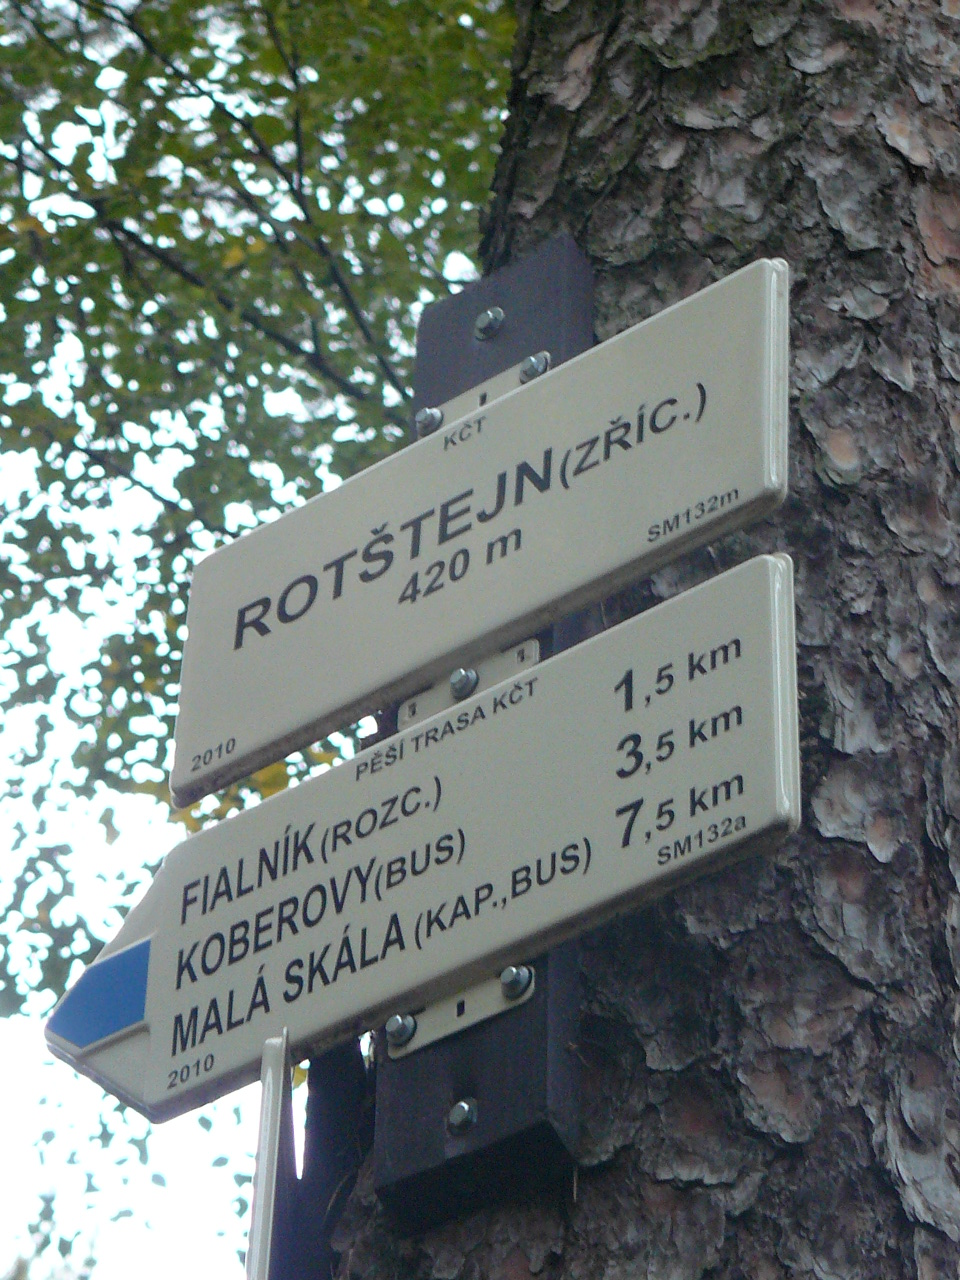 KČT
ROTŠTEJN (ZŘÍC.)
420 m
SM132m
2010
PĚŠÍ TRASA KČT
FIALNÍK (ROZC.) 1,5 km
KOBEROVY (BUS) 3,5 km
MALÁ SKÁLA (KAP., BUS) 7,5 km
2010 SM132a